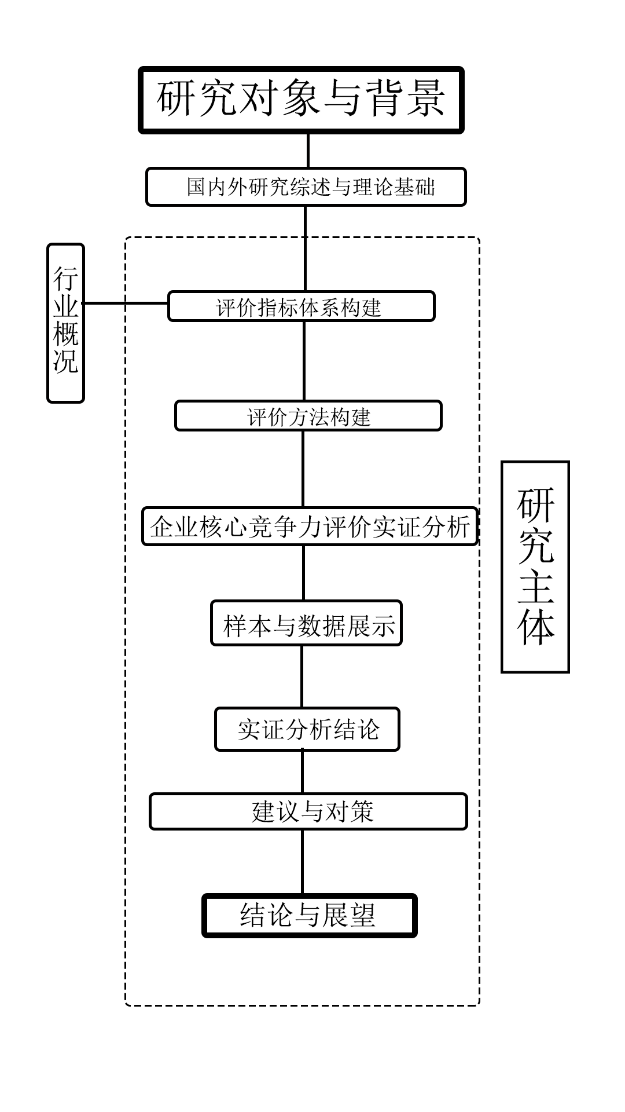 研究对象与背景
国内外研究综述与理论基础
行业概况
评价指标体系构建
评价方法构建
企业核心竞争力评价实证分析
研究主体
样本与数据展示
实证分析结论
建议与对策
结论与展望